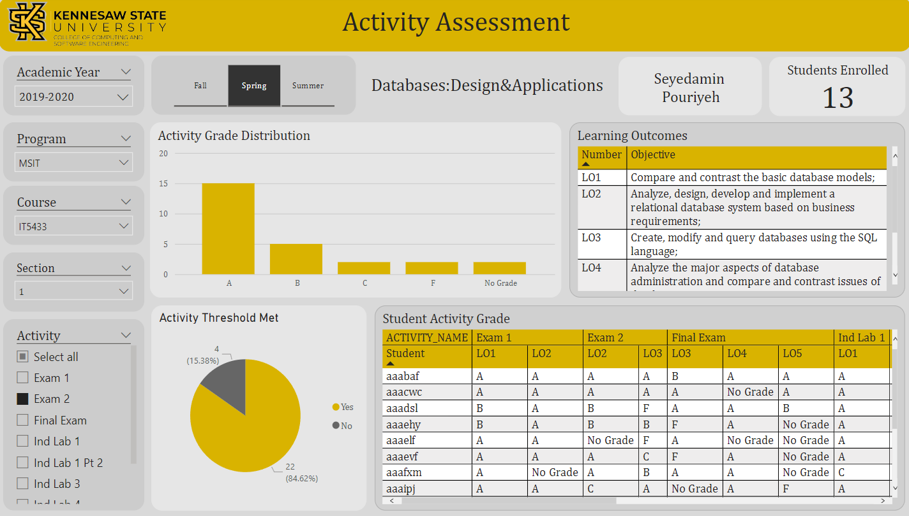 KENNESAW STATE
UNIVERSITY
COLLEGE OF COMPUTING AND
SOFTWARE ENGINEERING
Activity Assessment
Academic Year
2019-2020
Fall
Spring
Summer
Databases:Design&Applications
Seyedamin
Pouriyeh
Students Enrolled
13
Program
MSIT
Course
IT5433
Section
1
Activity
Select all
Exam 1
Exam 2
Final Exam
Ind Lab 1
Ind Lab 1 Pt 2
Ind Lab 3
Ind Lab 4
Activity Grade Distribution
20
15
10
5
0
A B C F No Grade
Learning Outcomes
Number Objective
LO1 Compare and contrast the basic database models;
LO2 Analyze, design, develop and implement a
relational database system based on business
requirements;
LO3 Create, modify and query databases using the SQL
language;
LO4 Analyze the major aspects of database
administration and compare and contrast issues of
Activity Threshold Met
4
(15.38%)
Yes
No
22
(84.62%)
Student Activity Grade
ACTIVITY_NAME Exam 1 Exam 2 Final Exam Ind Lab 1
Student LO1 LO2 LO2 LO3 LO3 LO4 LO5 LO1
aaabaf A A A A B A A A
aaacwc A A A A A No Grade A A
aaadsl B A B F A A B A
aaaehy B A B B F A No Grade A
aaaelf A A No Grade F A No Grade No Grade A
aaaevf A A A C F A No Grade A
aaafxm A No Grade A B A A No Grade C
aaaipj A A C A No Grade A F A